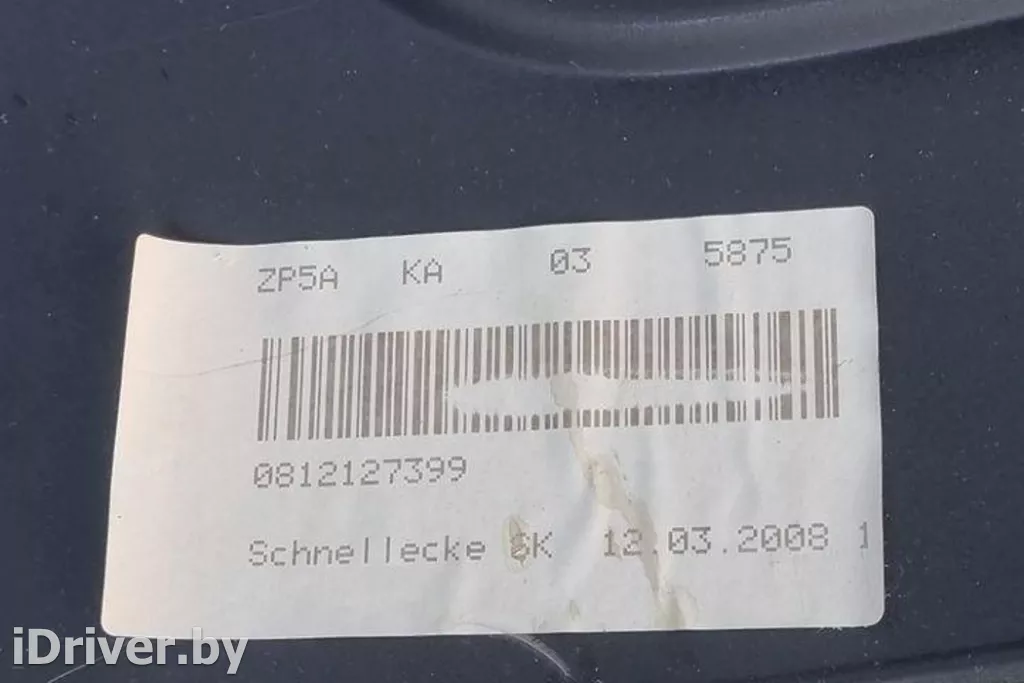 ZP5A KA 03 5875
0812127399
Schnellecke SK 12.03.2008 1
iDriver.by